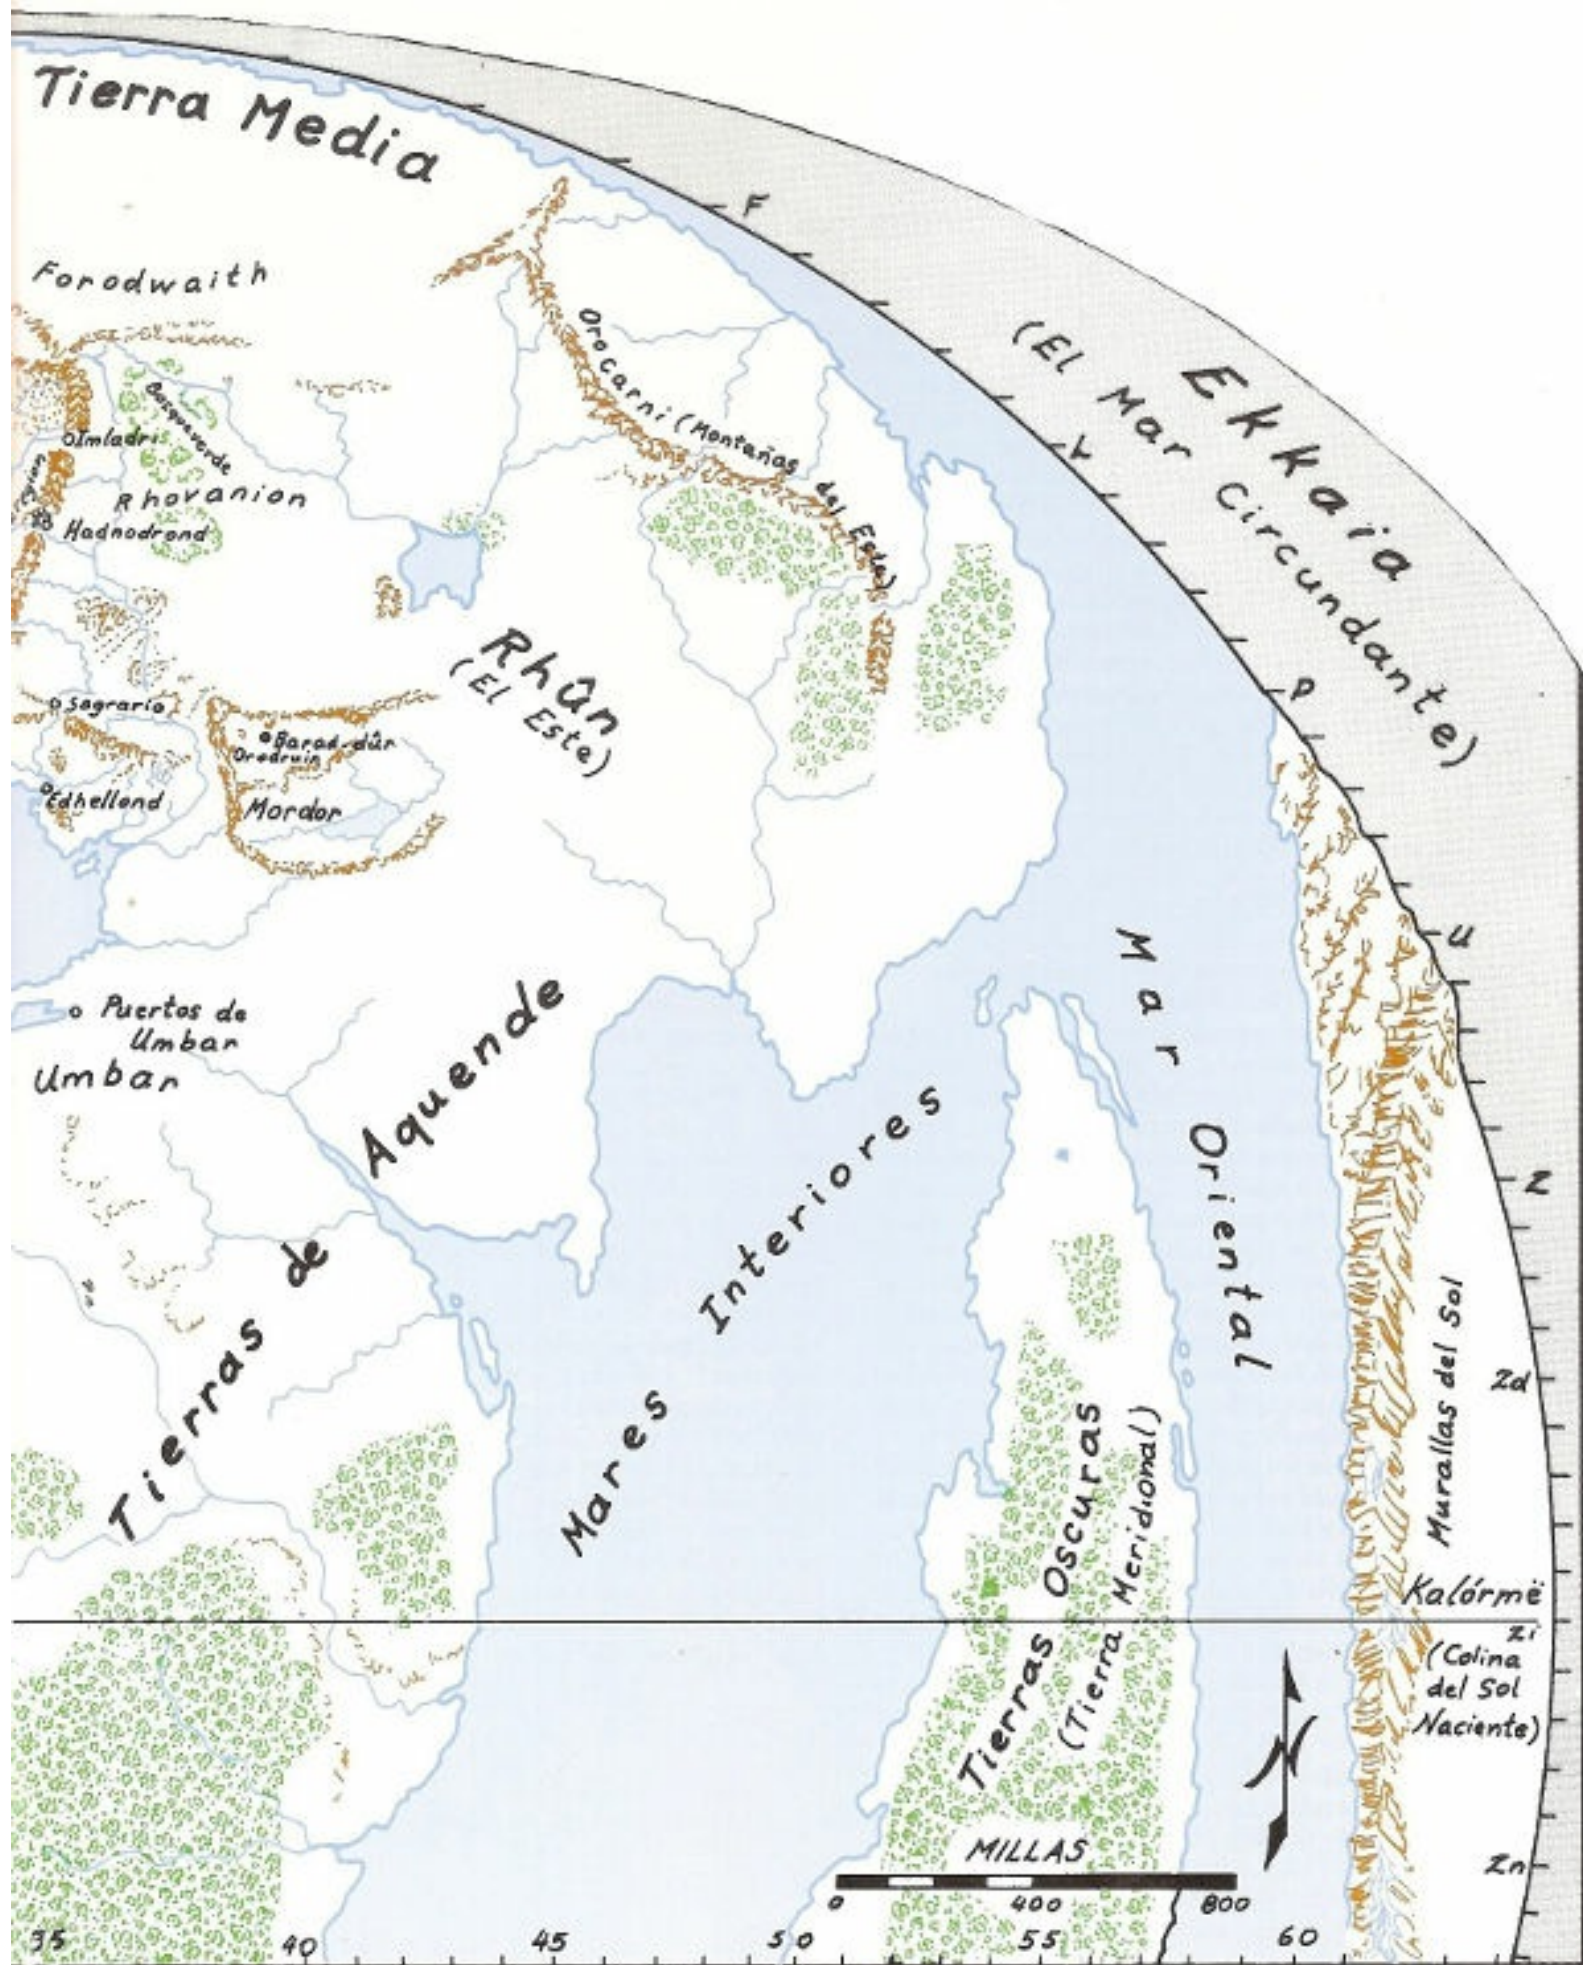 Tierra Media
F
Forodwaith
Orocarni (Montañas
del Este)
Ekkaia
(El Mar Circundante)
L
Bosqueverde
Imladris
Rhovanion
Hadnodrond
Rhûn
(El Este)
P
Sagrario
Barad-dûr
Orodruin
Edhellond
Mordor
U
Mar Oriental
Puertos de
Umbar
Umbar
Tierras de Aquende
Mares Interiores
Z
Zd
Murallas del Sol
Tierras Oscuras
(Tierra Meridional)
Kalórmë
Zi
(Colina
del Sol
Naciente)
MILLAS
Zn
0 400 800
35 40 45 50 55 60